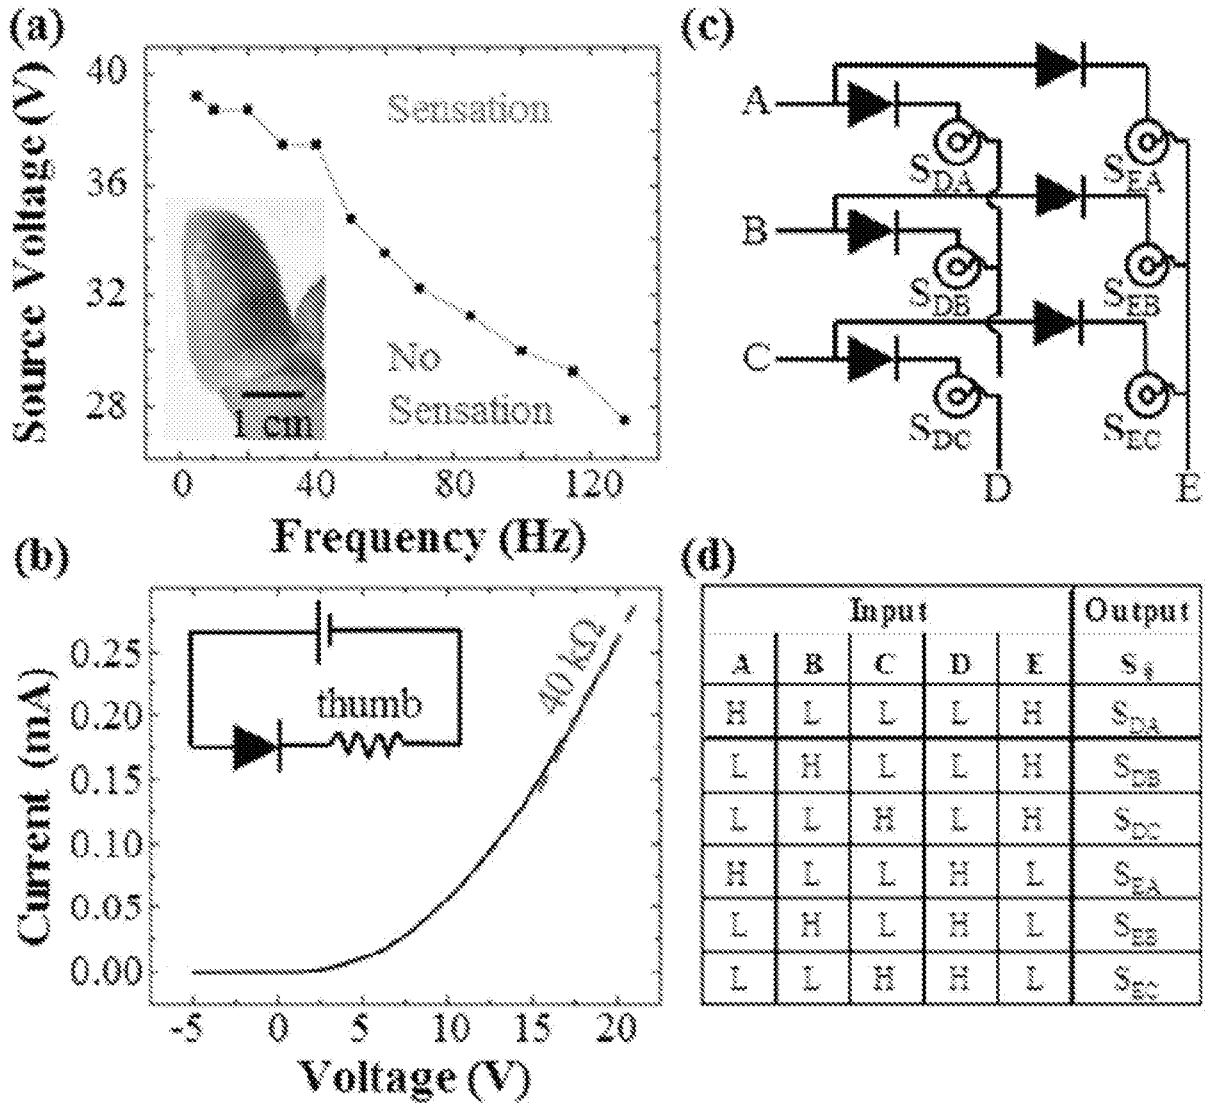 (a)
Source Voltage (V)
40
36
32
28
Sensation
No
Sensation
1 cm
0 40 80 120
Frequency (Hz)
(b)
Current (mA)
0.25
0.20
0.15
0.10
0.05
0.00
thumb
40 kΩ
-5 0 5 10 15 20
Voltage (V)
(c)
A
S_DA S_EA
B
S_DB S_EB
C
S_DC S_EC
D E
(d)
Input Output
A B C D E
H L L L H S_DA
L H L L H S_DB
L L H L H S_DC
H L L H L S_EA
L H L H L S_EB
L L H H L S_EC